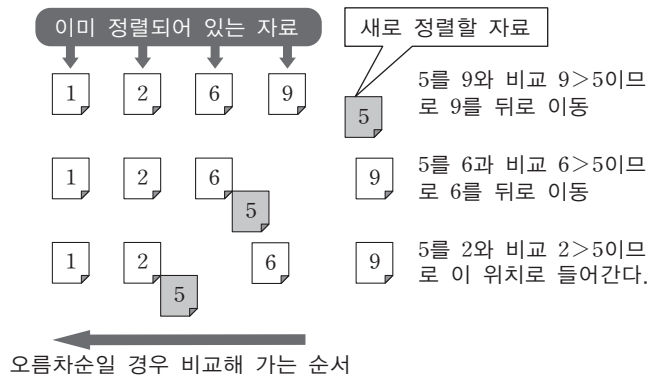 이미 정렬되어 있는 자료
새로 정렬할 자료
1 2 6 9
5
5를 9와 비교 9>5이므
로 9를 뒤로 이동
1 2 6 9
5
5를 6과 비교 6>5이므
로 6를 뒤로 이동
1 2 6 9
5
5를 2와 비교 2>5이므
로 이 위치로 들어간다.
오름차순일 경우 비교해 가는 순서